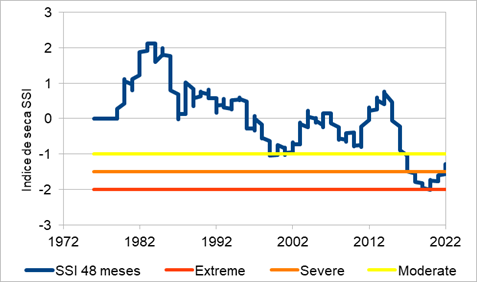 3
2
1
0
-1
-2
-3
Indice de seca SSI
1972 1982 1992 2002 2012 2022
SSI 48 meses Extreme Severe Moderate